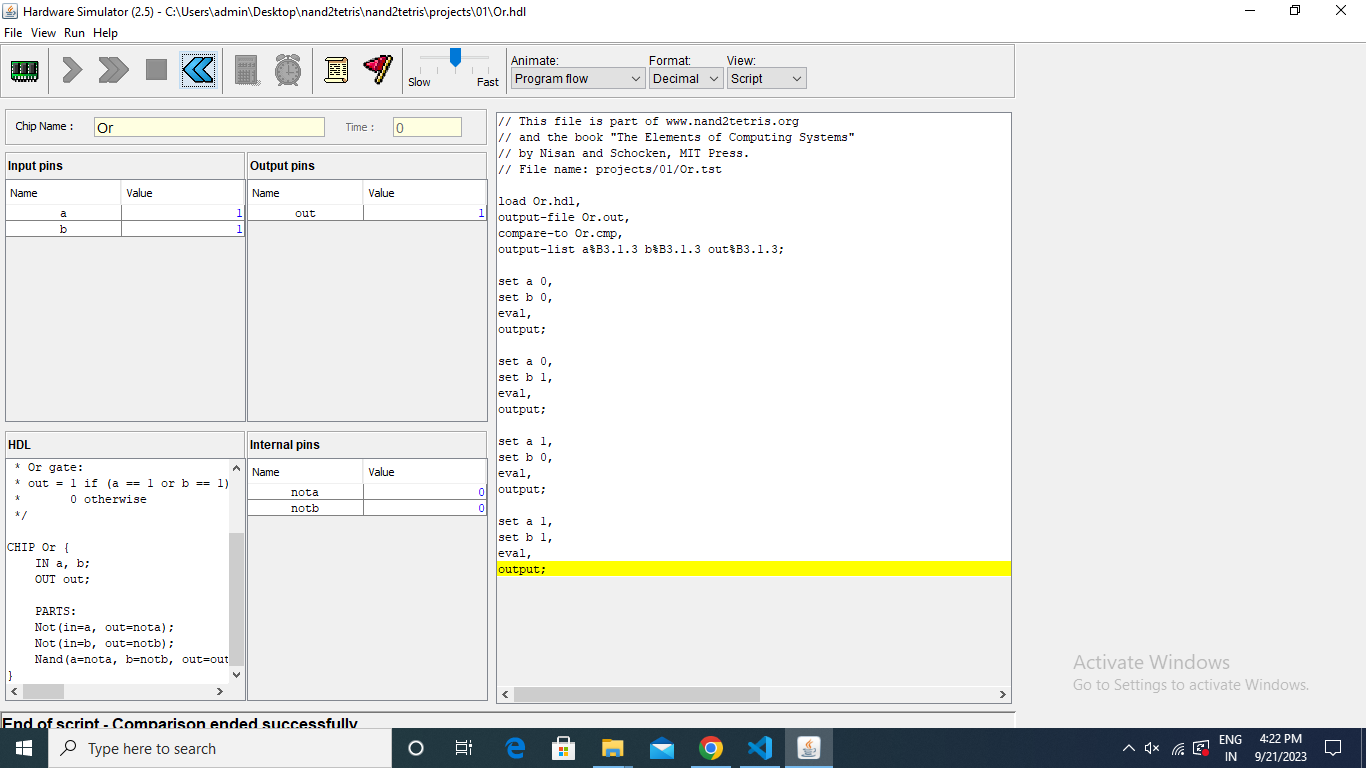 Hardware Simulator (2.5) - C:\Users\admin\Desktop\nand2tetris\nand2tetris\projects\01\Or.hdl
File View Run Help
Slow Fast
Animate: Format: View:
Program flow Decimal Script
Chip Name : Or Time : 0
Input pins
Name Value
a 1
b 1
Output pins
Name Value
out 1
HDL
* Or gate:
* out = 1 if (a == 1 or b == 1)
* 0 otherwise
*/
CHIP Or {
IN a, b;
OUT out;
PARTS:
Not(in=a, out=nota);
Not(in=b, out=notb);
Nand(a=nota, b=notb, out=out
}
Internal pins
Name Value
nota 0
notb 0
// This file is part of www.nand2tetris.org
// and the book "The Elements of Computing Systems"
// by Nisan and Schocken, MIT Press.
// File name: projects/01/Or.tst
load Or.hdl,
output-file Or.out,
compare-to Or.cmp,
output-list a%B3.1.3 b%B3.1.3 out%B3.1.3;
set a 0,
set b 0,
eval,
output;
set a 0,
set b 1,
eval,
output;
set a 1,
set b 0,
eval,
output;
set a 1,
set b 1,
eval,
output;
Activate Windows
Go to Settings to activate Windows.
End of script - Comparison ended successfully
Type here to search
ENG
IN
4:22 PM
9/21/2023